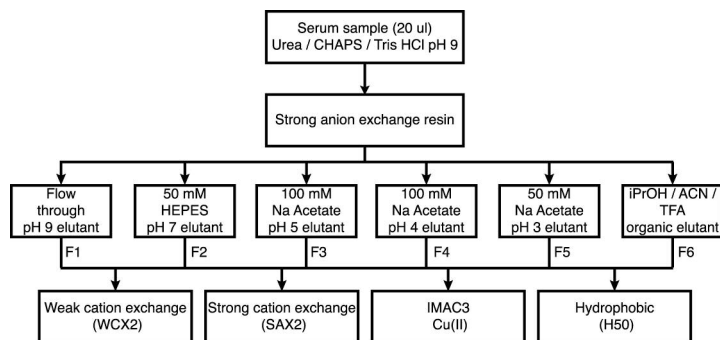 Serum sample (20 ul)
Urea / CHAPS / Tris HCl pH 9
Strong anion exchange resin
Flow
through
pH 9 elutant
50 mM
HEPES
pH 7 elutant
100 mM
Na Acetate
pH 5 elutant
100 mM
Na Acetate
pH 4 elutant
50 mM
Na Acetate
pH 3 elutant
iPrOH / ACN /
TFA
organic elutant
F1
F2
F3
F4
F5
F6
Weak cation exchange
(WCX2)
Strong cation exchange
(SAX2)
IMAC3
Cu(II)
Hydrophobic
(H50)